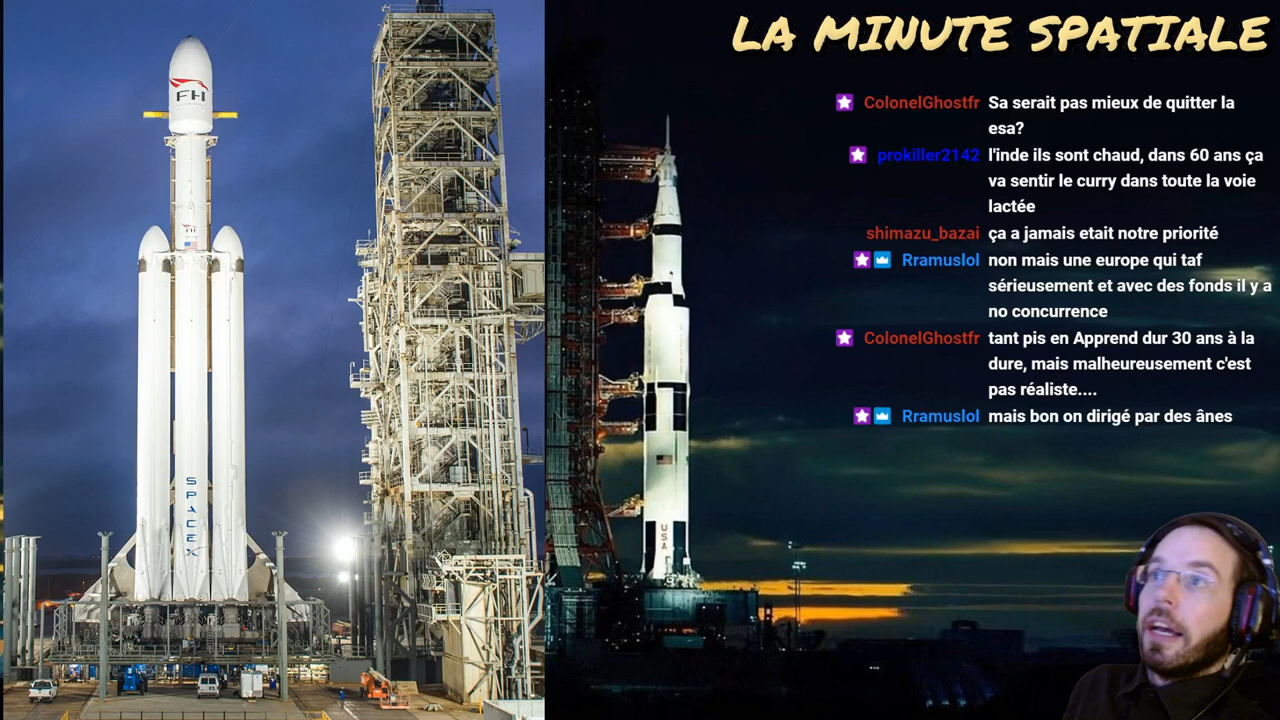 LA MINUTE SPATIALE
ColonelGhostfr Sa serait pas mieux de quitter la
esa?
prokiller2142 l'inde ils sont chaud, dans 60 ans ça
va sentir le curry dans toute la voie
lactée
shimazu_bazai ça a jamais etait notre priorité
Rramuslol non mais une europe qui taf
sérieusement et avec des fonds il y a
no concurrence
ColonelGhostfr tant pis en Apprend dur 30 ans à la
dure, mais malheureusement c'est
pas réaliste....
Rramuslol mais bon on dirigé par des ânes
FH
FH
SPACEX
USA